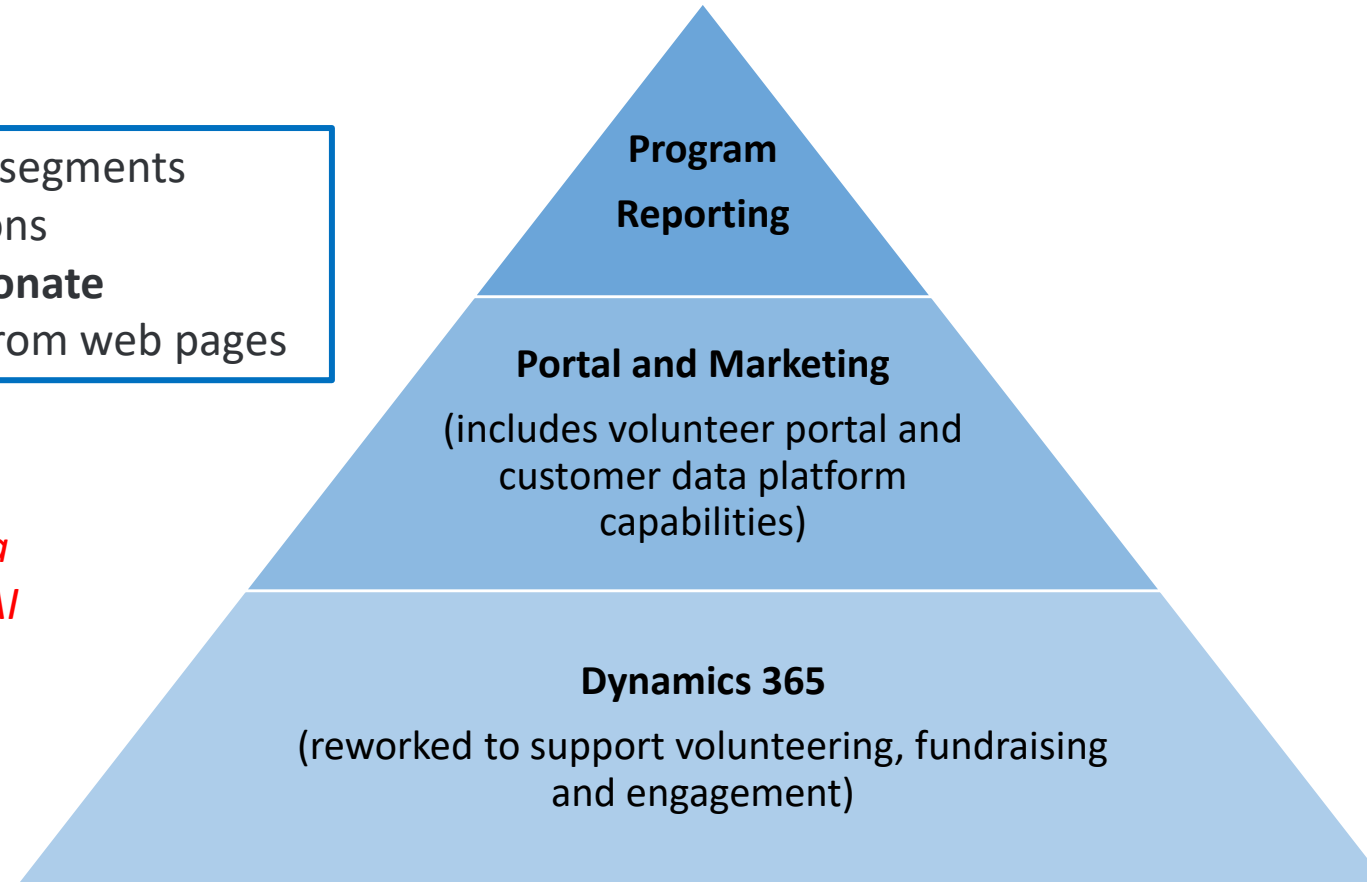 segments
ons
onate
rom web pages
a
AI
Program
Reporting
Portal and Marketing
(includes volunteer portal and
customer data platform
capabilities)
Dynamics 365
(reworked to support volunteering, fundraising
and engagement)